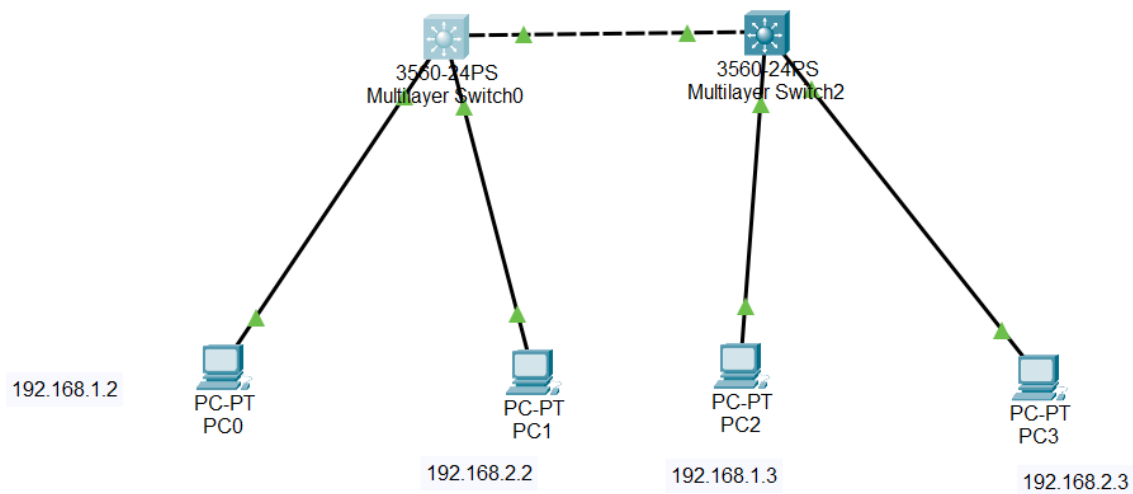 3560-24PS
Multilayer Switch0
3560-24PS
Multilayer Switch2
192.168.1.2
PC-PT
PC0
PC-PT
PC1
PC-PT
PC2
PC-PT
PC3
192.168.2.2
192.168.1.3
192.168.2.3